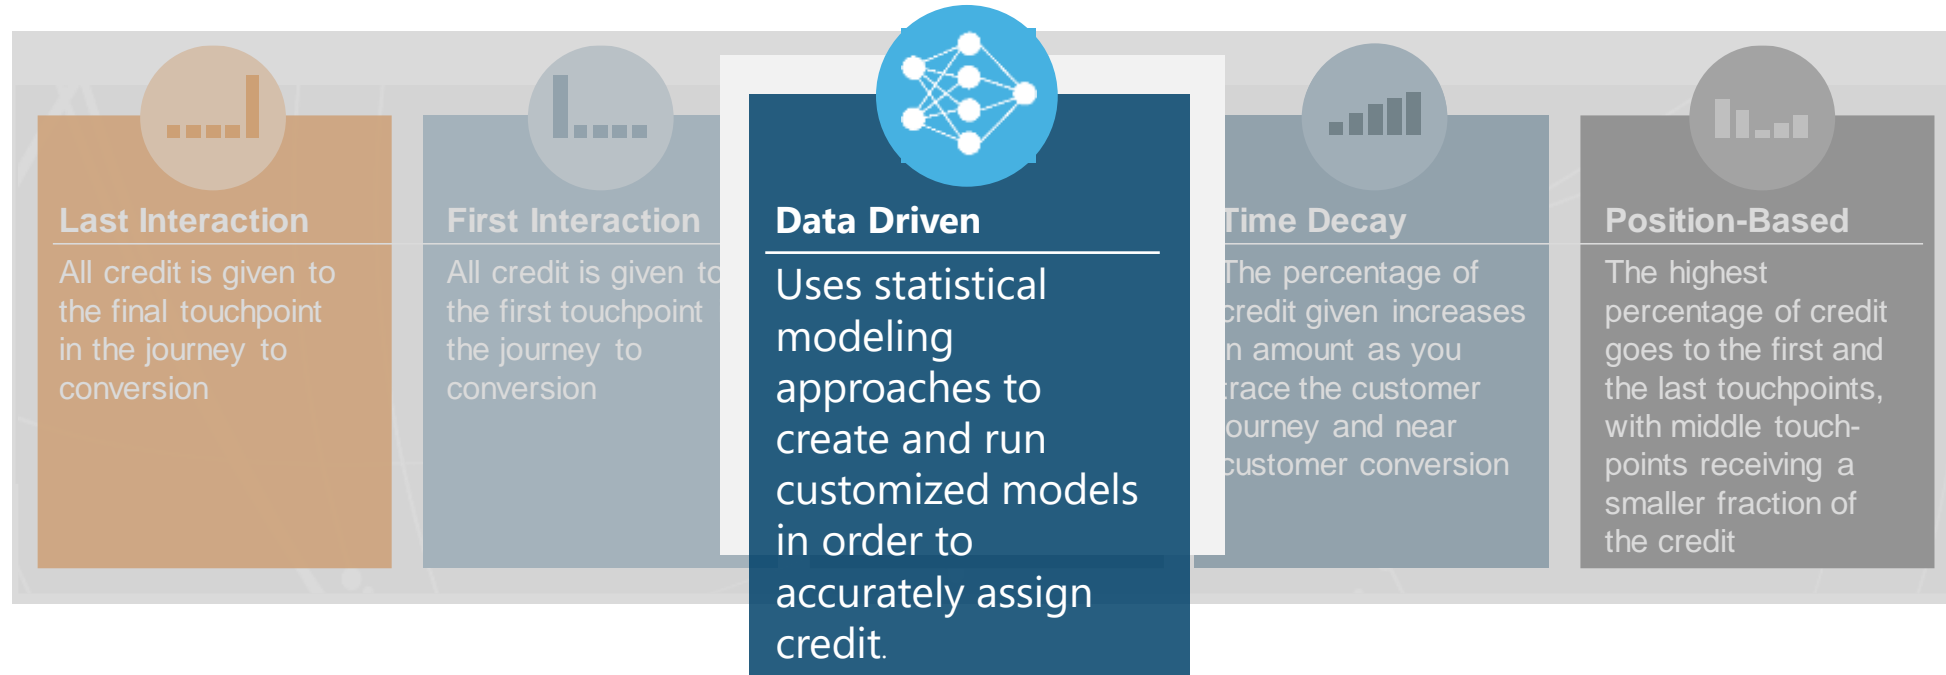 Last Interaction
All credit is given to
the final touchpoint
in the journey to
conversion
First Interaction
All credit is given to
the first touchpoint
the journey to
conversion
Data Driven
Uses statistical
modeling
approaches to
create and run
customized models
in order to
accurately assign
credit.
Time Decay
The percentage of
credit given increases
in amount as you
trace the customer
journey and near
customer conversion
Position-Based
The highest
percentage of credit
goes to the first and
the last touchpoints,
with middle touch-
points receiving a
smaller fraction of
the credit